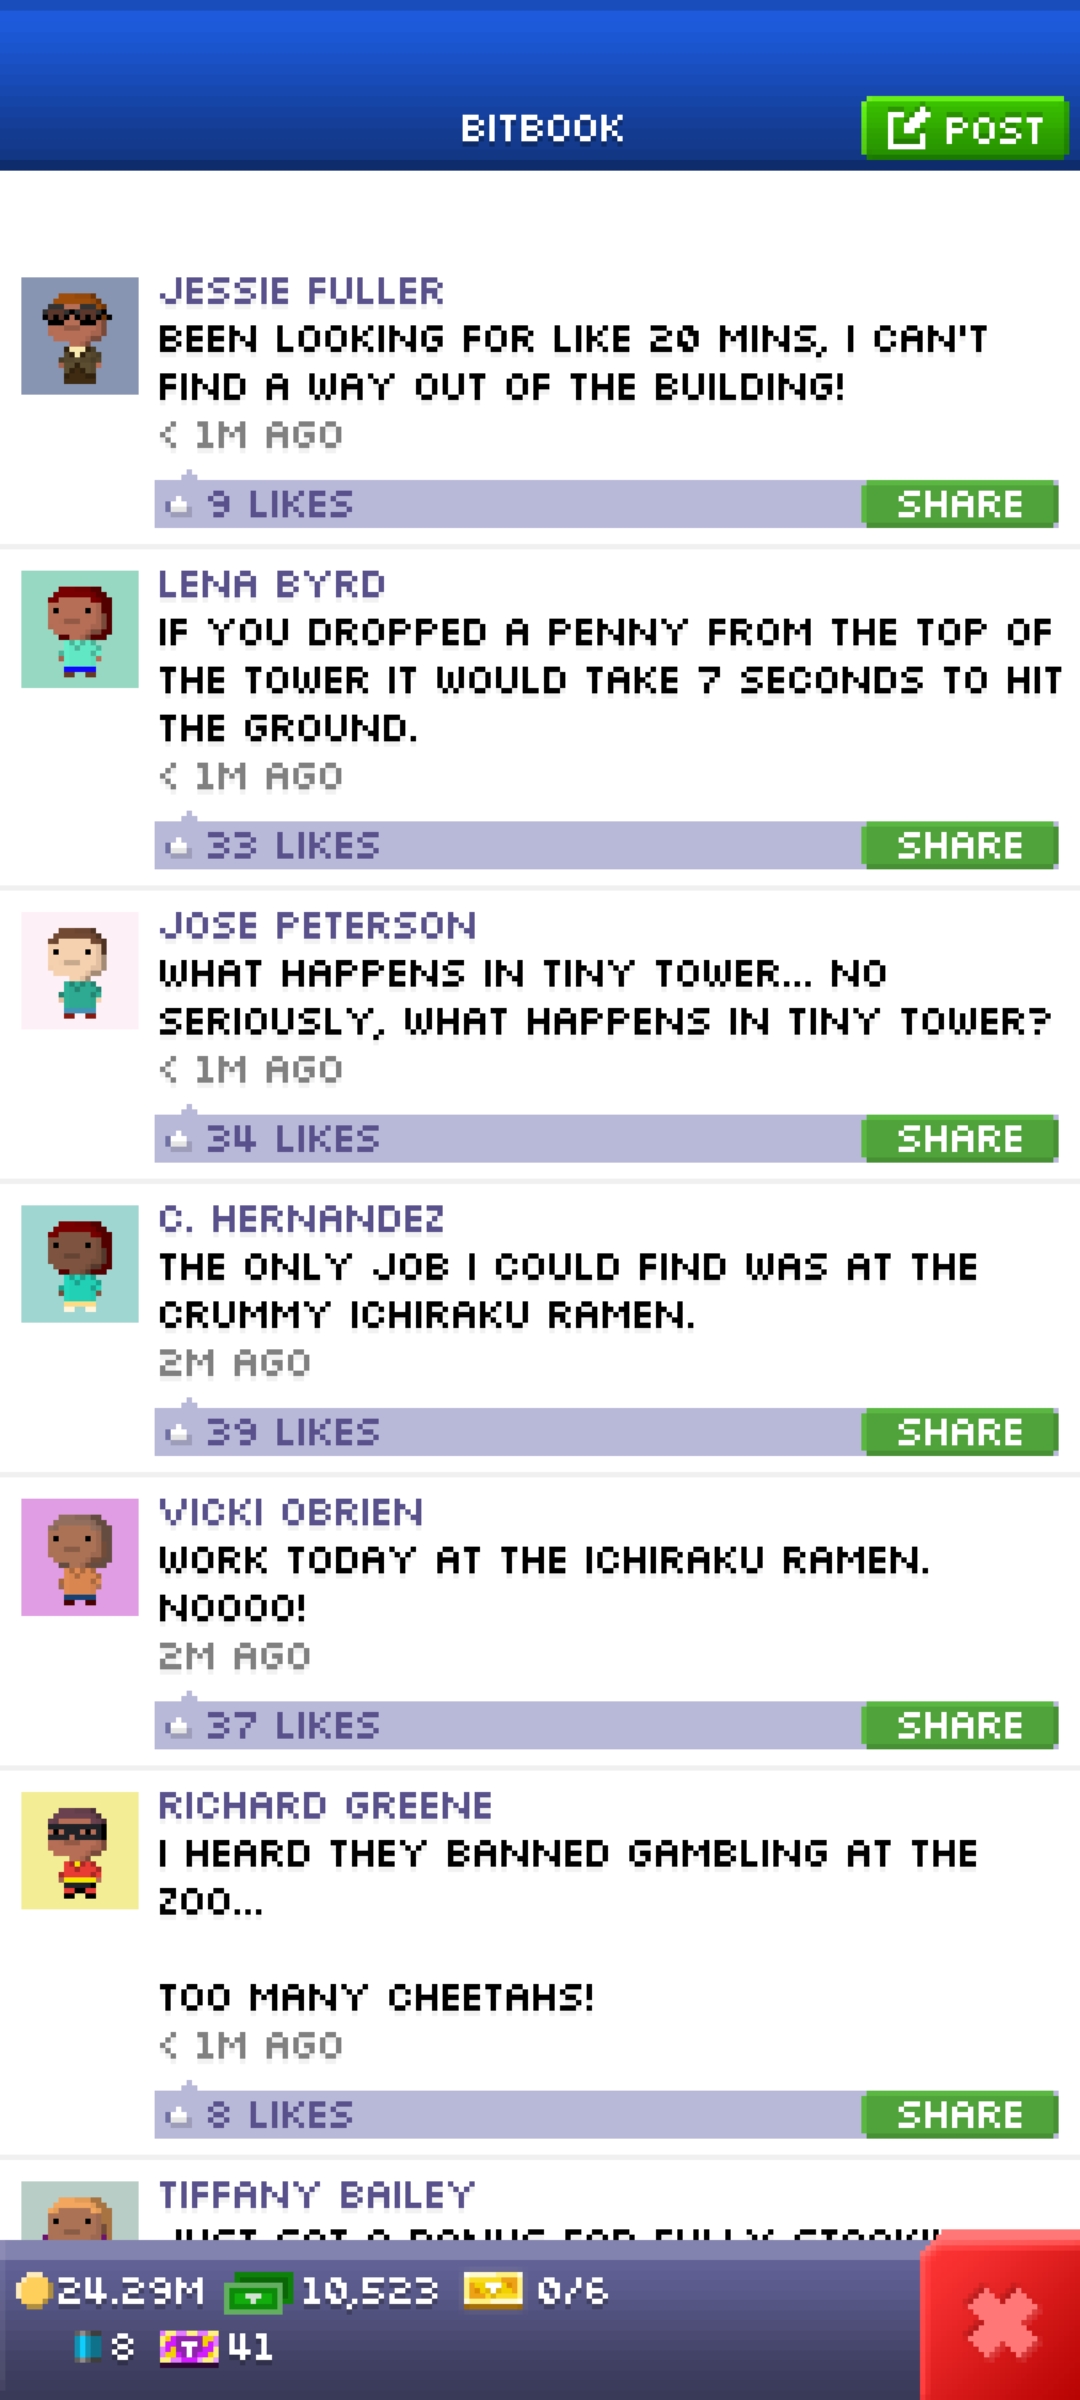 BITBOOK
POST
JESSIE FULLER
BEEN LOOKING FOR LIKE 20 MINS, I CAN'T
FIND A WAY OUT OF THE BUILDING!
< 1M AGO
9 LIKES
SHARE
LENA BYRD
IF YOU DROPPED A PENNY FROM THE TOP OF
THE TOWER IT WOULD TAKE 7 SECONDS TO HIT
THE GROUND.
< 1M AGO
33 LIKES
SHARE
JOSE PETERSON
WHAT HAPPENS IN TINY TOWER... NO
SERIOUSLY, WHAT HAPPENS IN TINY TOWER?
< 1M AGO
34 LIKES
SHARE
C. HERNANDEZ
THE ONLY JOB I COULD FIND WAS AT THE
CRUMMY ICHIRAKU RAMEN.
2M AGO
39 LIKES
SHARE
VICKI OBRIEN
WORK TODAY AT THE ICHIRAKU RAMEN.
NOOOO!
2M AGO
37 LIKES
SHARE
RICHARD GREENE
I HEARD THEY BANNED GAMBLING AT THE
ZOO...
TOO MANY CHEETAHS!
< 1M AGO
8 LIKES
SHARE
TIFFANY BAILEY
JUST GOT A BONUS FOR FULLY
24.29M 10,523 0/6
8 T 41